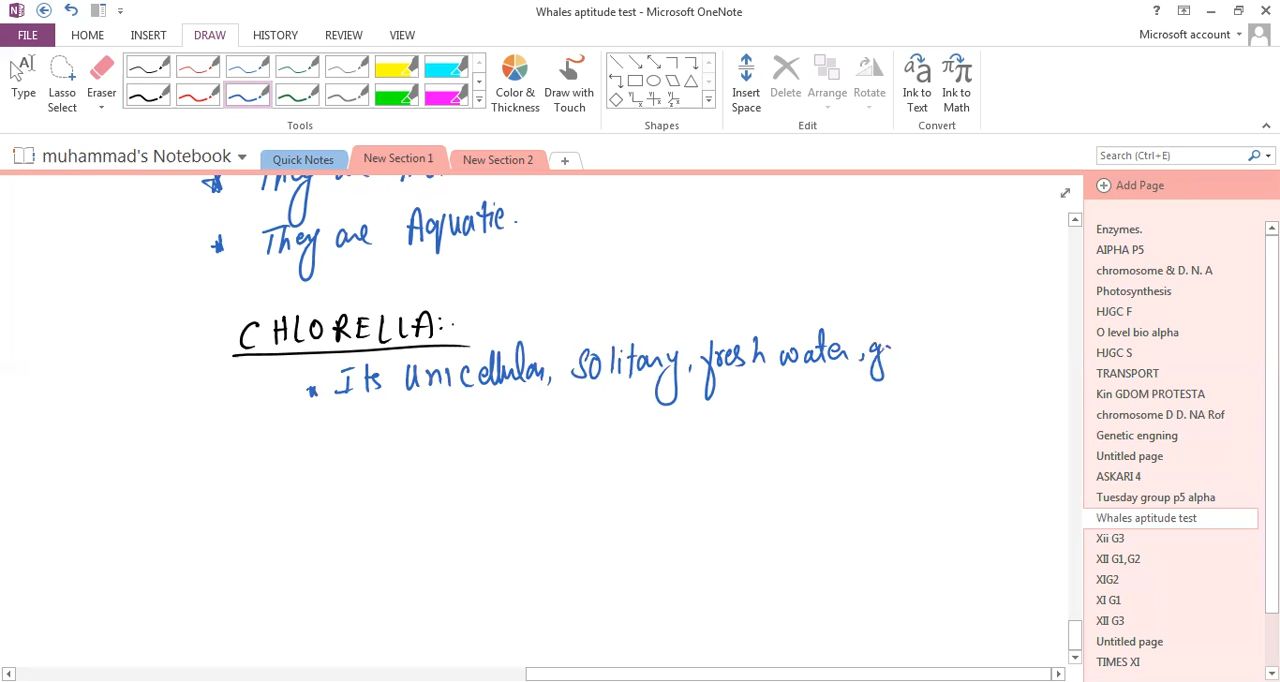 Whales aptitude test - Microsoft OneNote
FILE HOME INSERT DRAW HISTORY REVIEW VIEW
Microsoft account
Type Lasso Select Eraser Color & Thickness Draw with Touch Insert Space Delete Arrange Rotate Ink to Text Ink to Math
Tools Shapes Edit Convert
muhammad's Notebook Quick Notes New Section 1 New Section 2 +
Search (Ctrl+E)
Add Page
They are
* They are Aquatic.
CHLORELLA:-
* Its Unicellular, Solitary, fresh water, g
Enzymes.
AIPHA P5
chromosome & D. N. A
Photosynthesis
HJGC F
O level bio alpha
HJGC S
TRANSPORT
Kin GDOM PROTESTA
chromosome D D. NA Rof
Genetic engning
Untitled page
ASKARI 4
Tuesday group p5 alpha
Whales aptitude test
Xii G3
XII G1,G2
XIG2
XI G1
XII G3
Untitled page
TIMES XI